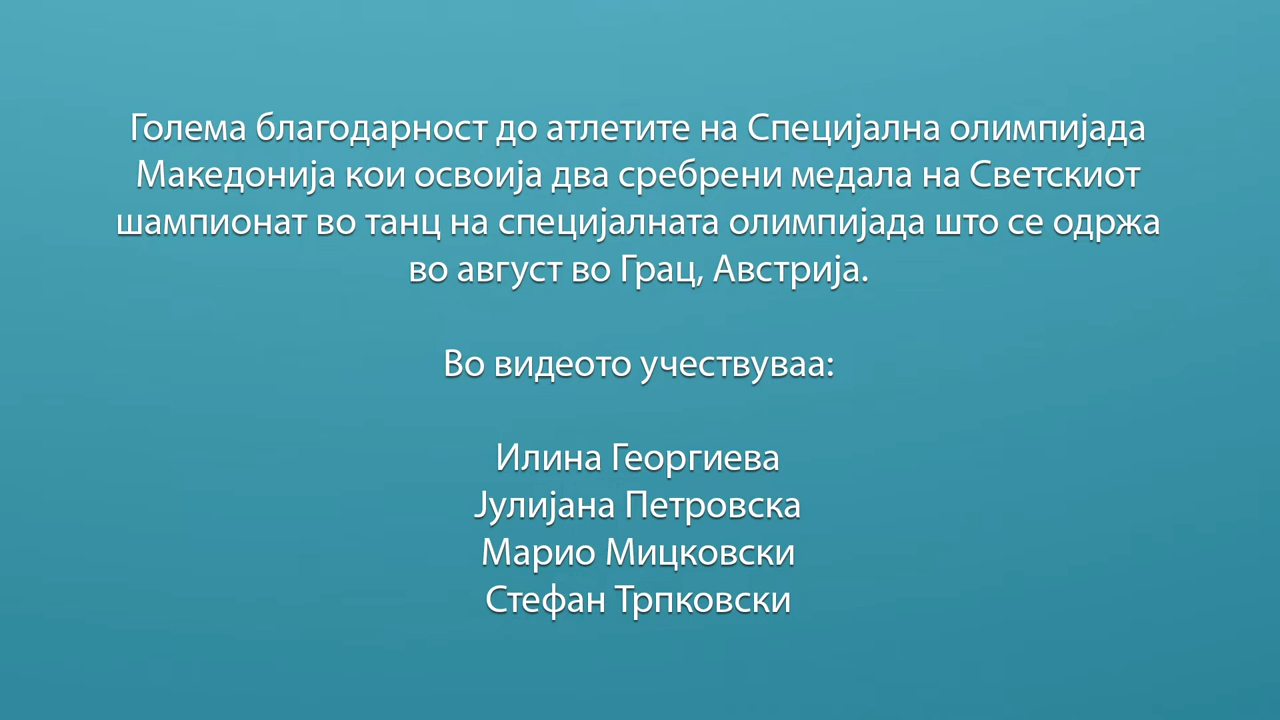 Голема благодарност до атлетите на Специјална олимпијада
Македонија кои освоија два сребрени медала на Светскиот
шампионат во танц на специјалната олимпијада што се одржа
во август во Грац, Австрија.
Во видеото учествуваа:
Илина Георгиева
Јулијана Петровска
Марио Мицковски
Стефан Трпковски